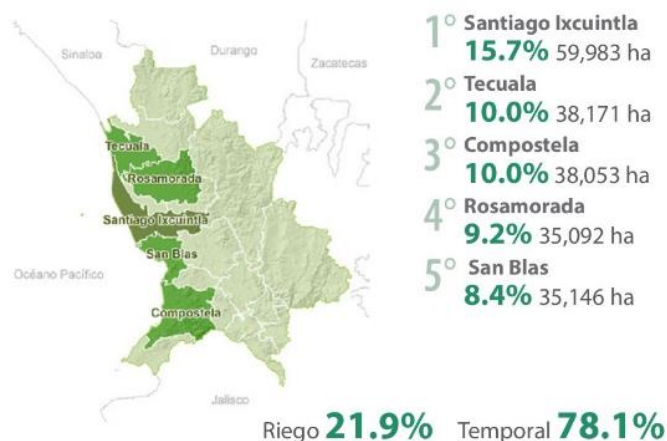 Sinaloa
Durango
Zacatecas
Tecuala
Rosamorada
Santiago Ixcuintla
San Blas
Océano Pacífico
Compostela
Jalisco
1° Santiago Ixcuintla
15.7% 59,983 ha
2° Tecuala
10.0% 38,171 ha
3° Compostela
10.0% 38,053 ha
4° Rosamorada
9.2% 35,092 ha
5° San Blas
8.4% 35,146 ha
Riego 21.9% Temporal 78.1%